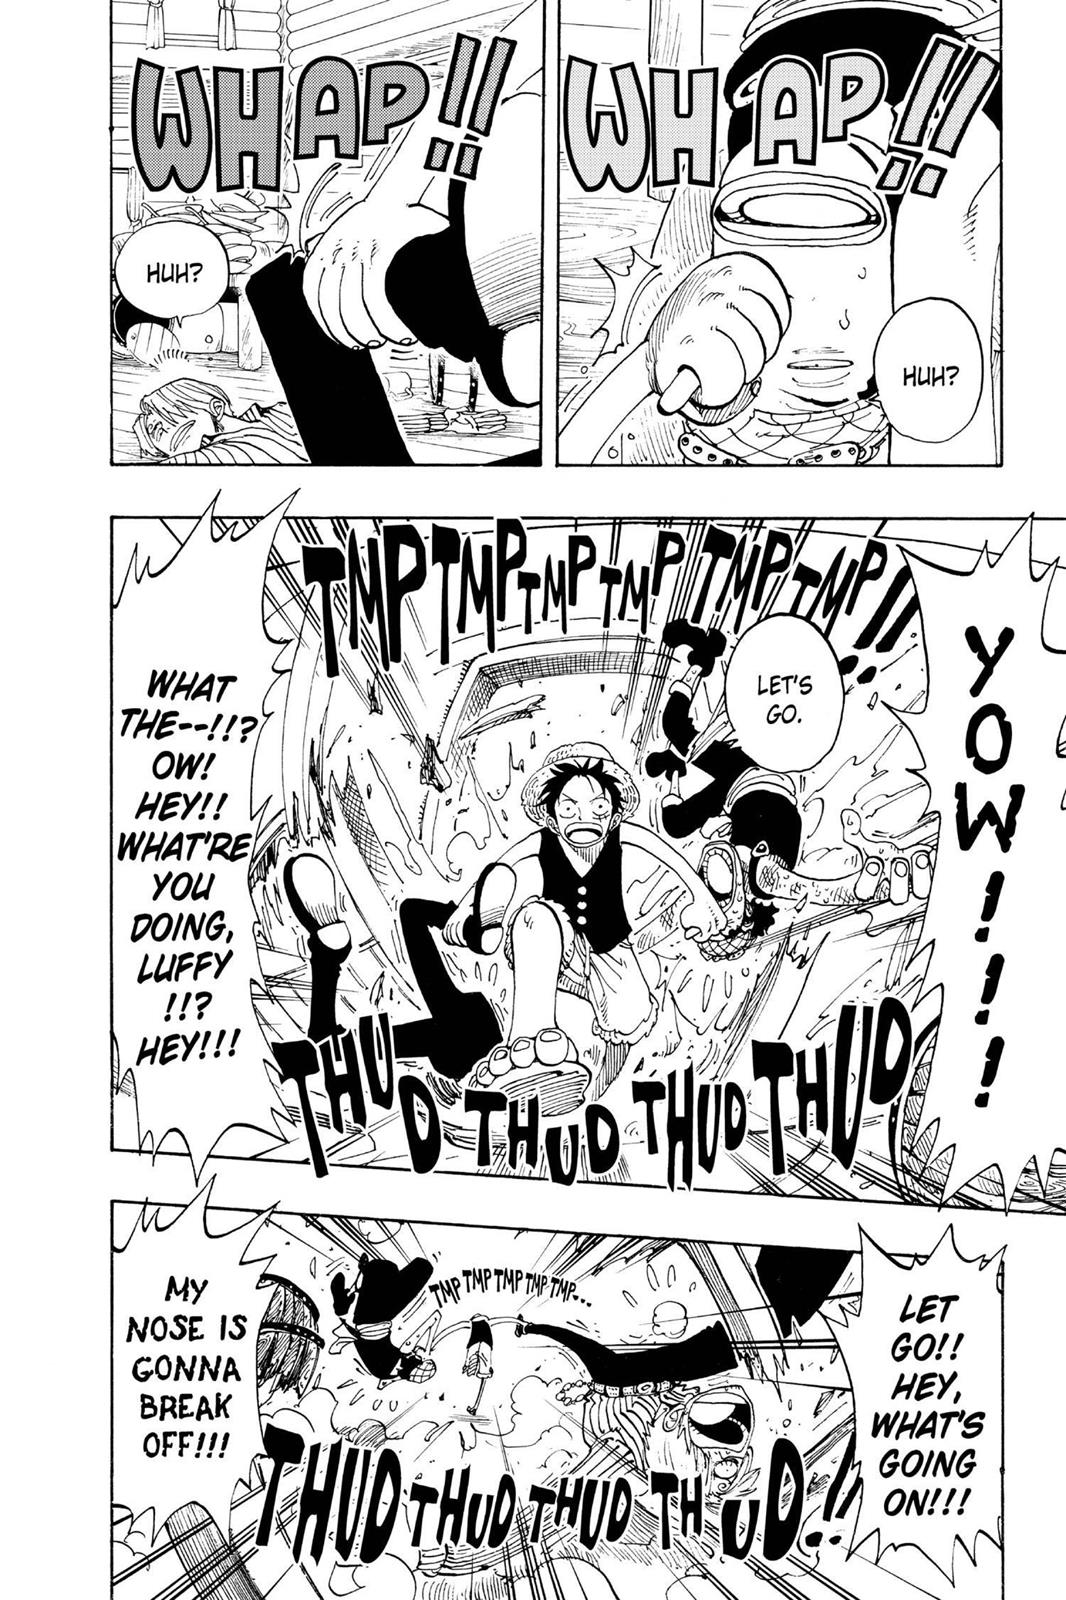 WHAP!!
HUH?
WHAP!!
HUH?
TMP TMP TMP TMP TMP TMP!!
YOW!!!!
LET'S
GO.
WHAT
THE--!!?
OW!
HEY!!
WHAT'RE
YOU
DOING,
LUFFY
!!?
HEY!!!
THUD THUD THUD THUD
LET
GO!!
HEY,
WHAT'S
GOING
ON!!!
TMP TMP TMP TMP TMP...
MY
NOSE IS
GONNA
BREAK
OFF!!!
THUD THUD THUD THUD!!